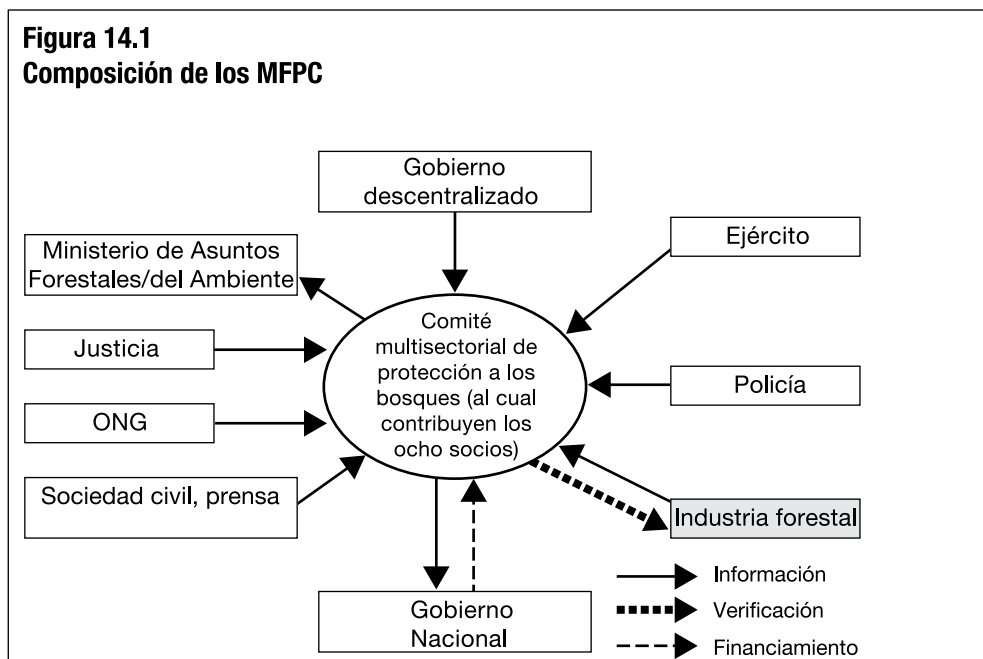 Figura 14.1
Composición de los MFPC
Gobierno
descentralizado
Ministerio de Asuntos
Forestales/del Ambiente
Ejército
Justicia
Comité
multisectorial de
protección a los
bosques (al cual
contribuyen los
ocho socios)
Policía
ONG
Sociedad civil, prensa
Industria forestal
Gobierno
Nacional
Información
Verificación
Financiamiento